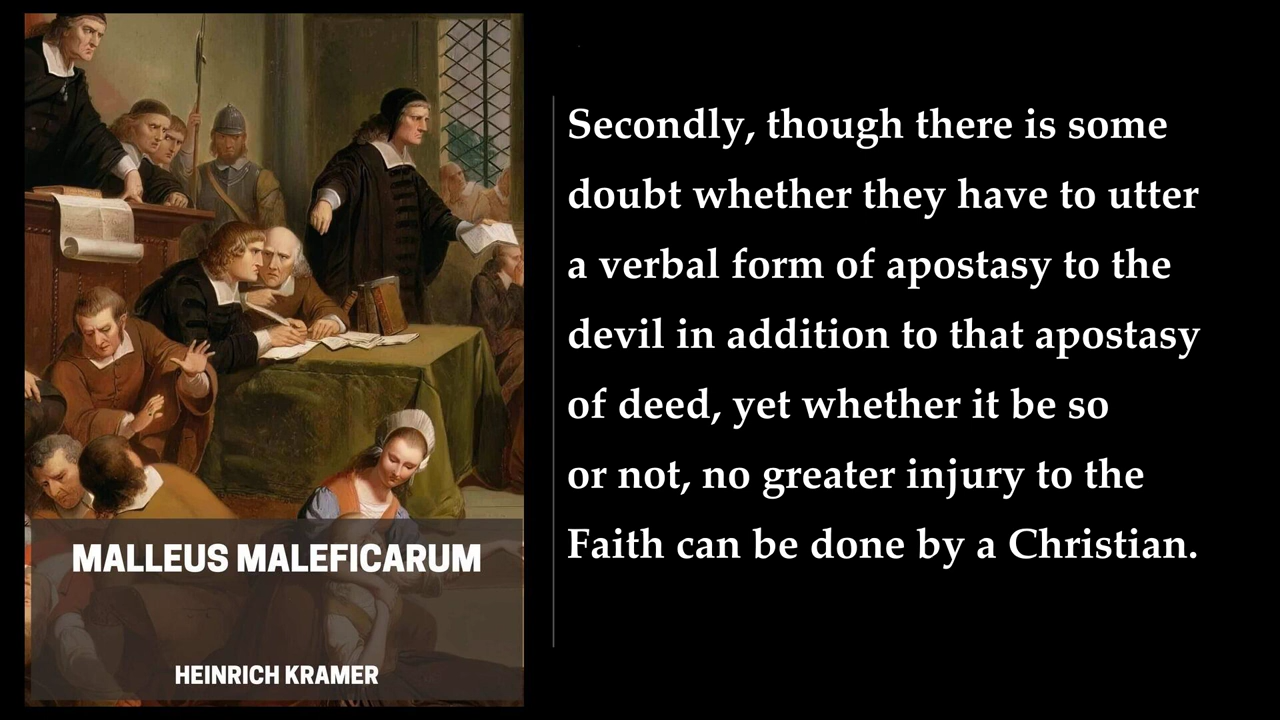 MALLEUS MALEFICARUM
HEINRICH KRAMER
Secondly, though there is some
doubt whether they have to utter
a verbal form of apostasy to the
devil in addition to that apostasy
of deed, yet whether it be so
or not, no greater injury to the
Faith can be done by a Christian.